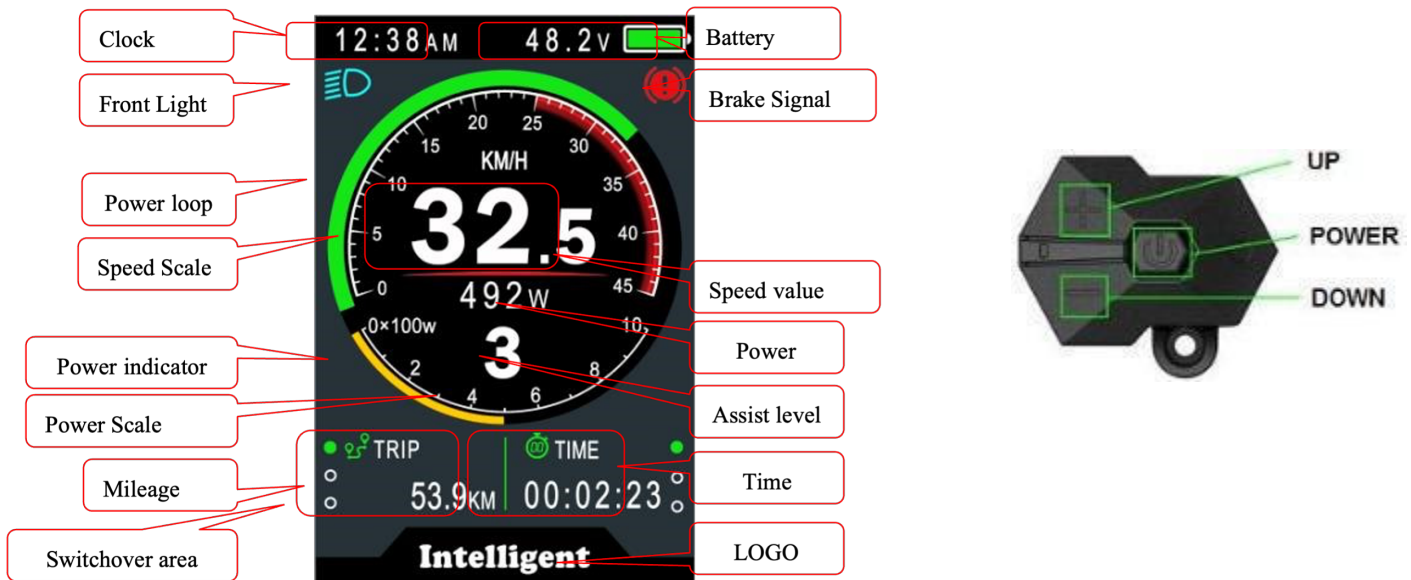 Clock
12:38AM
48.2V
Battery
Front Light
Brake Signal
Power loop
Speed Scale
0
5
10
15
20
25
30
35
40
45
KM/H
32.5
Speed value
492W
Power
0×100w
2
4
6
8
10
3
Power indicator
Power Scale
Assist level
TRIP
53.9KM
Mileage
00 TIME
00:02:23
Time
Switchover area
Intelligent
LOGO
UP
POWER
DOWN